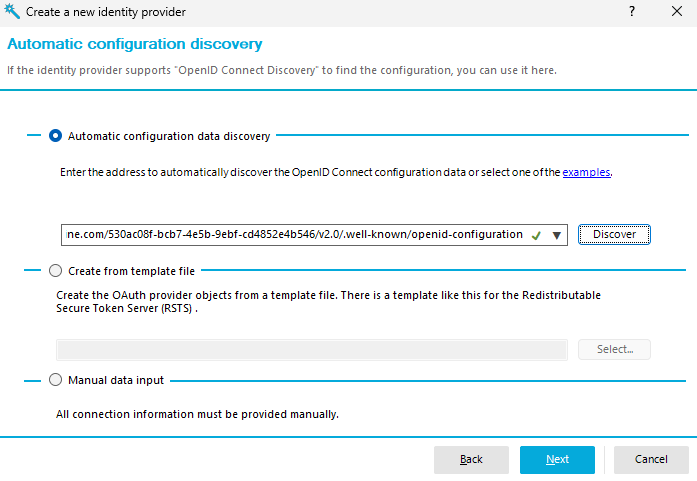 Create a new identity provider
?
Automatic configuration discovery
If the identity provider supports "OpenID Connect Discovery" to find the configuration, you can use it here.
Automatic configuration data discovery
Enter the address to automatically discover the OpenID Connect configuration data or select one of the examples.
ne.com/530ac08f-bcb7-4e5b-9ebf-cd4852e4b546/v2.0/.well-known/openid-configuration
Discover
Create from template file
Create the OAuth provider objects from a template file. There is a template like this for the Redistributable
Secure Token Server (RSTS) .
Select...
Manual data input
All connection information must be provided manually.
Back
Next
Cancel